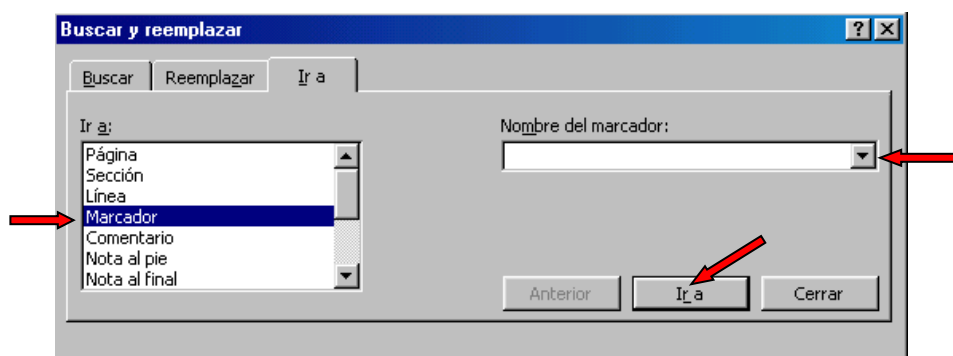 Buscar y reemplazar
Buscar Reemplazar Ir a
Ir a:
Página
Sección
Línea
Marcador
Comentario
Nota al pie
Nota al final
Nombre del marcador:
Anterior Ir a Cerrar